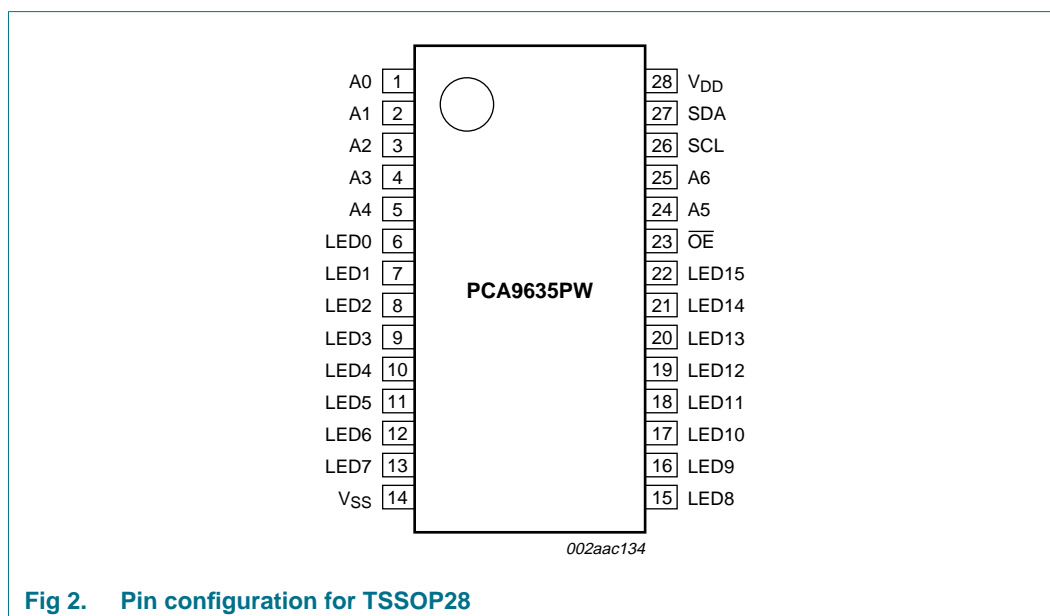 A0 1 28 VDD
A1 2 27 SDA
A2 3 26 SCL
A3 4 25 A6
A4 5 24 A5
LED0 6 23 O̅E̅
LED1 7 22 LED15
LED2 8 21 LED14
PCA9635PW
LED3 9 20 LED13
LED4 10 19 LED12
LED5 11 18 LED11
LED6 12 17 LED10
LED7 13 16 LED9
VSS 14 15 LED8
002aac134
Fig 2. Pin configuration for TSSOP28